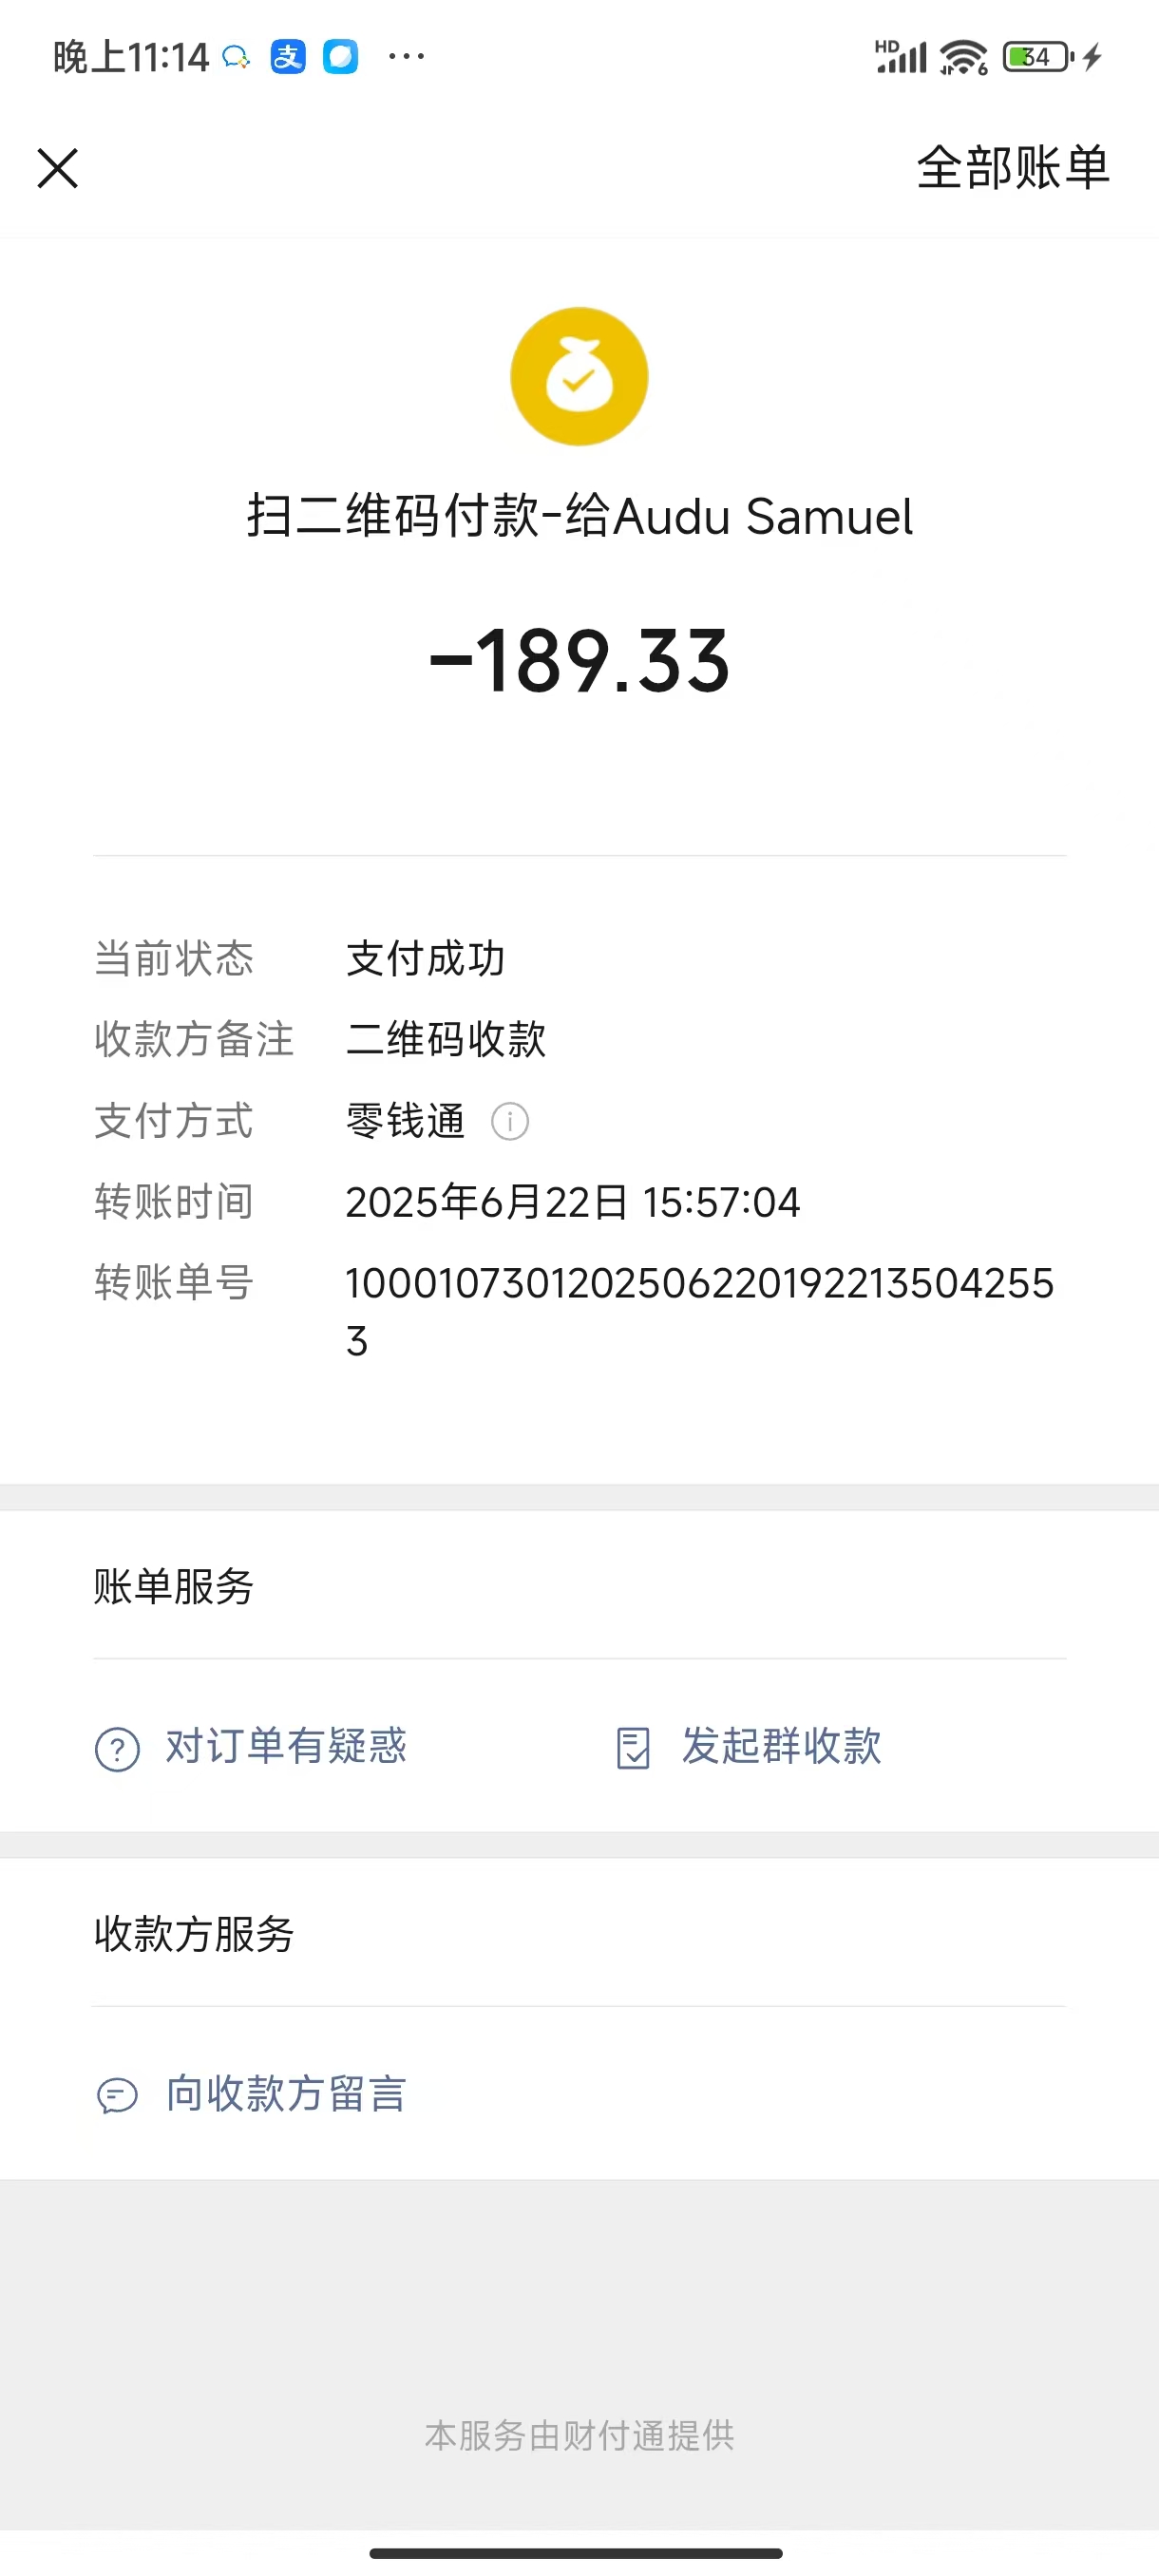 晚上11:14 支 ···
HD 6 34
全部账单
扫二维码付款-给Audu Samuel
-189.33
当前状态 支付成功
收款方备注 二维码收款
支付方式 零钱通
转账时间 2025年6月22日 15:57:04
转账单号 100010730120250622019221350​4255
3
账单服务
对订单有疑惑 发起群收款
收款方服务
向收款方留言
本服务由财付通提供